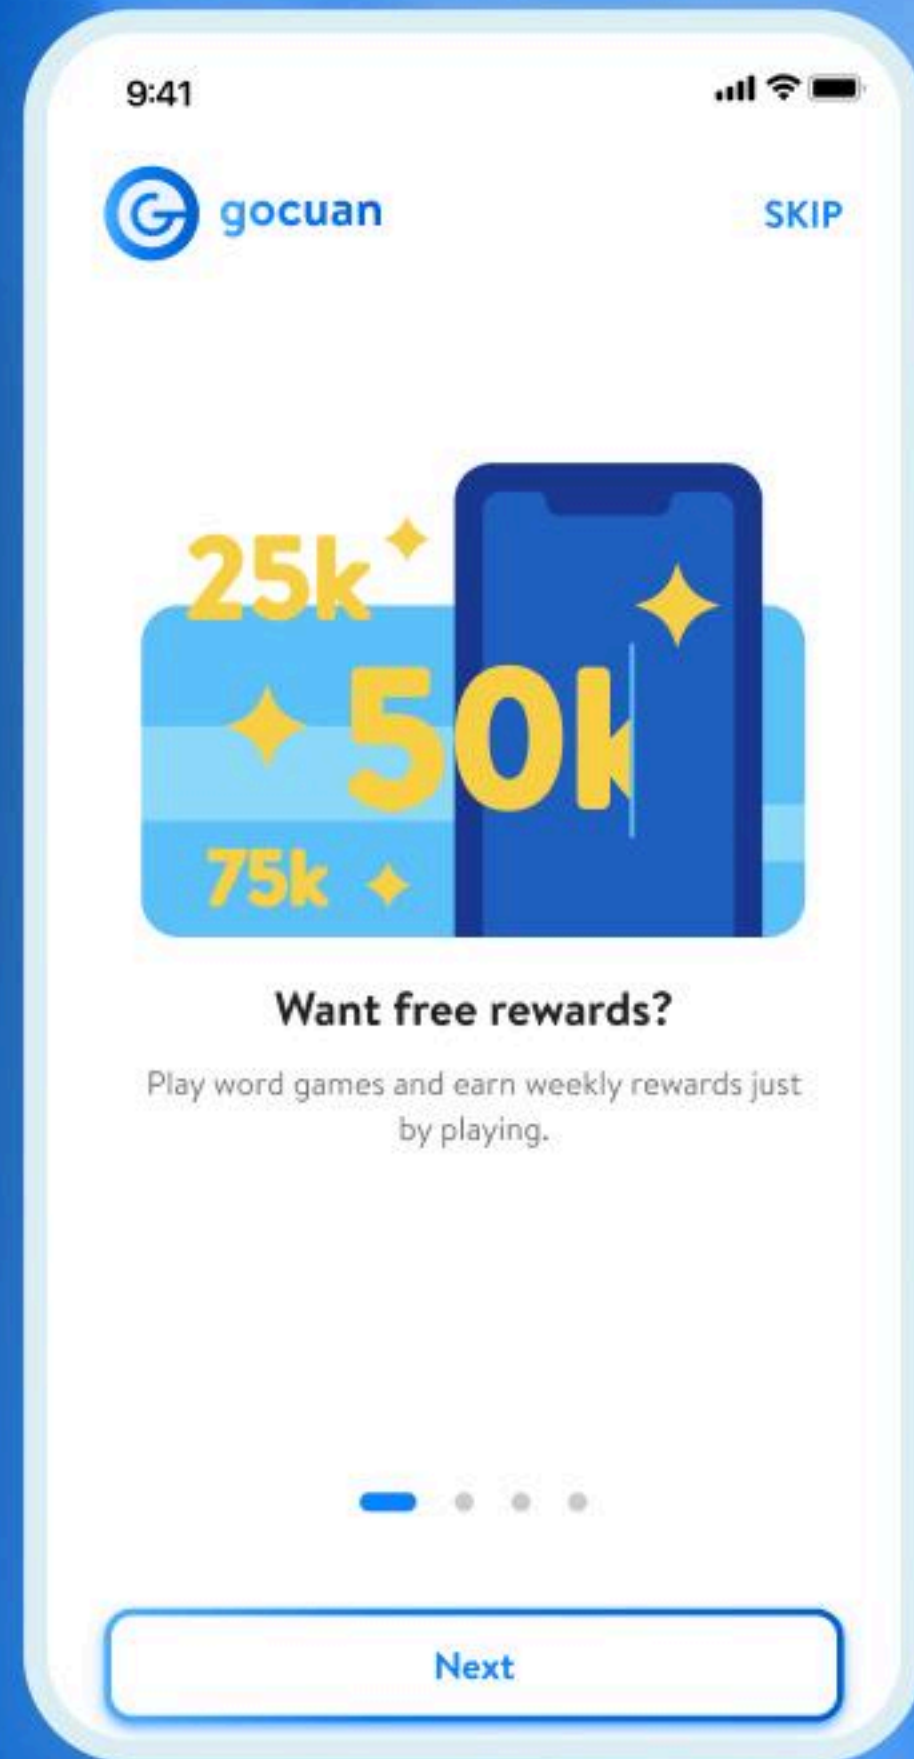 9:41
gocuan
SKIP
25k
50k
75k
Want free rewards?
Play word games and earn weekly rewards just
by playing.
Next